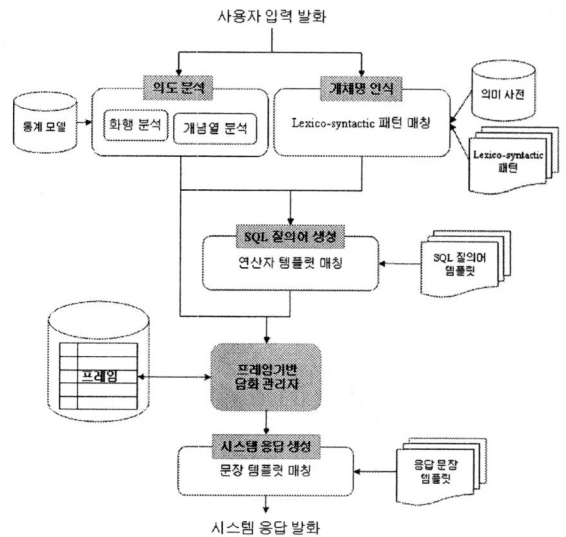 사용자 입력 발화
의도 분석
개체명 인식
통계 모델
화행 분석
개념열 분석
Lexico-syntactic 패턴 매칭
의미 사전
Lexico-syntactic
패턴
SQL 질의어 생성
연산자 템플릿 매칭
SQL 질의어
템플릿
프레임
프레임기반
담화 관리자
시스템 응답 생성
문장 템플릿 매칭
응답 문장
템플릿
시스템 응답 발화